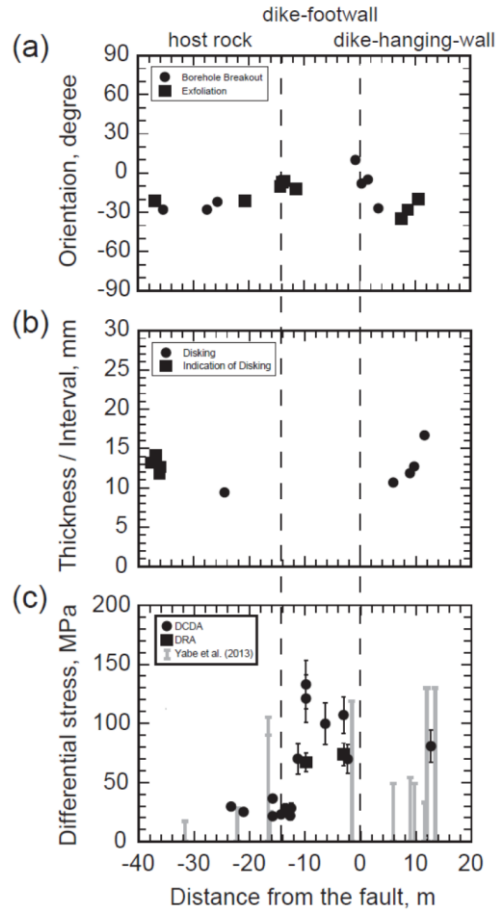 dike-footwall
host rock
dike-hanging-wall
(a)
Orientaion, degree
90
60
30
0
-30
-60
-90
Borehole Breakout
Exfoliation
(b)
Thickness / Interval, mm
30
25
20
15
10
5
0
Disking
Indication of Disking
(c)
Differential stress, MPa
200
150
100
50
0
DCDA
DRA
Yabe et al. (2013)
-40 -30 -20 -10 0 10 20
Distance from the fault, m